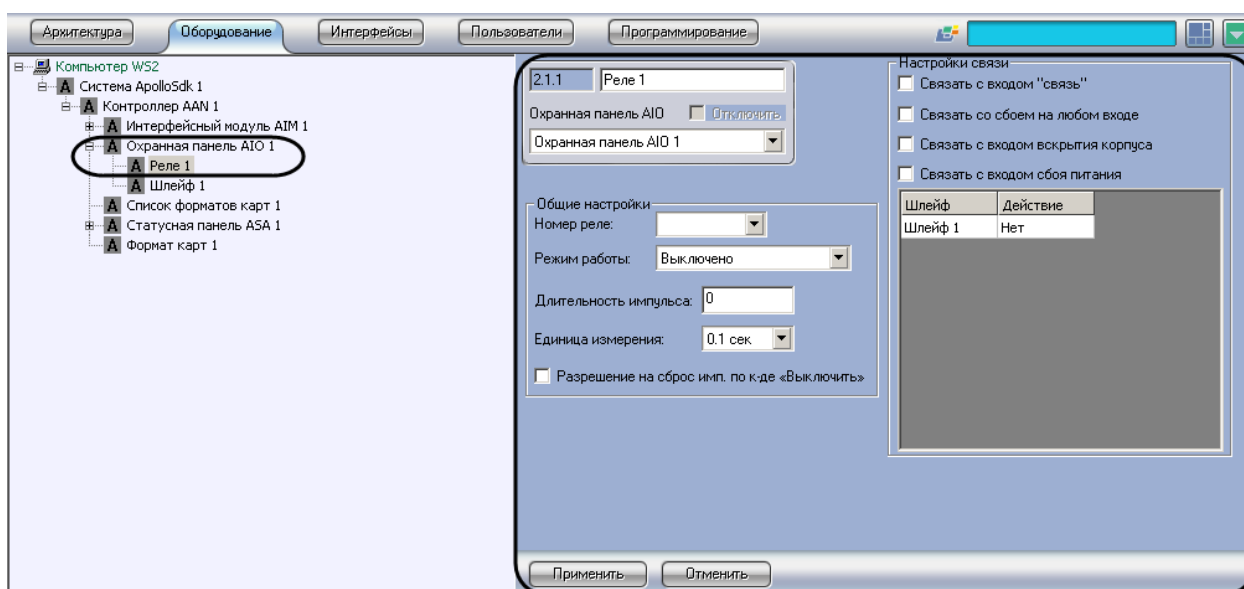 Архитектура Оборудование Интерфейсы Пользователи Программирование
Компьютер WS2
A Система ApolloSdk 1
A Контроллер AAN 1
A Интерфейсный модуль AIM 1
A Охранная панель AIO 1
A Реле 1
A Шлейф 1
A Список форматов карт 1
A Статусная панель ASA 1
A Формат карт 1
2.1.1 Реле 1
Охранная панель AIO Отключить
Охранная панель AIO 1
Общие настройки
Номер реле:
Режим работы: Выключено
Длительность импульса: 0
Единица измерения: 0.1 сек
Разрешение на сброс имп. по к-де «Выключить»
Настройки связи
Связать с входом "связь"
Связать со сбоем на любом входе
Связать с входом вскрытия корпуса
Связать с входом сбоя питания
Шлейф Действие
Шлейф 1 Нет
Применить Отменить